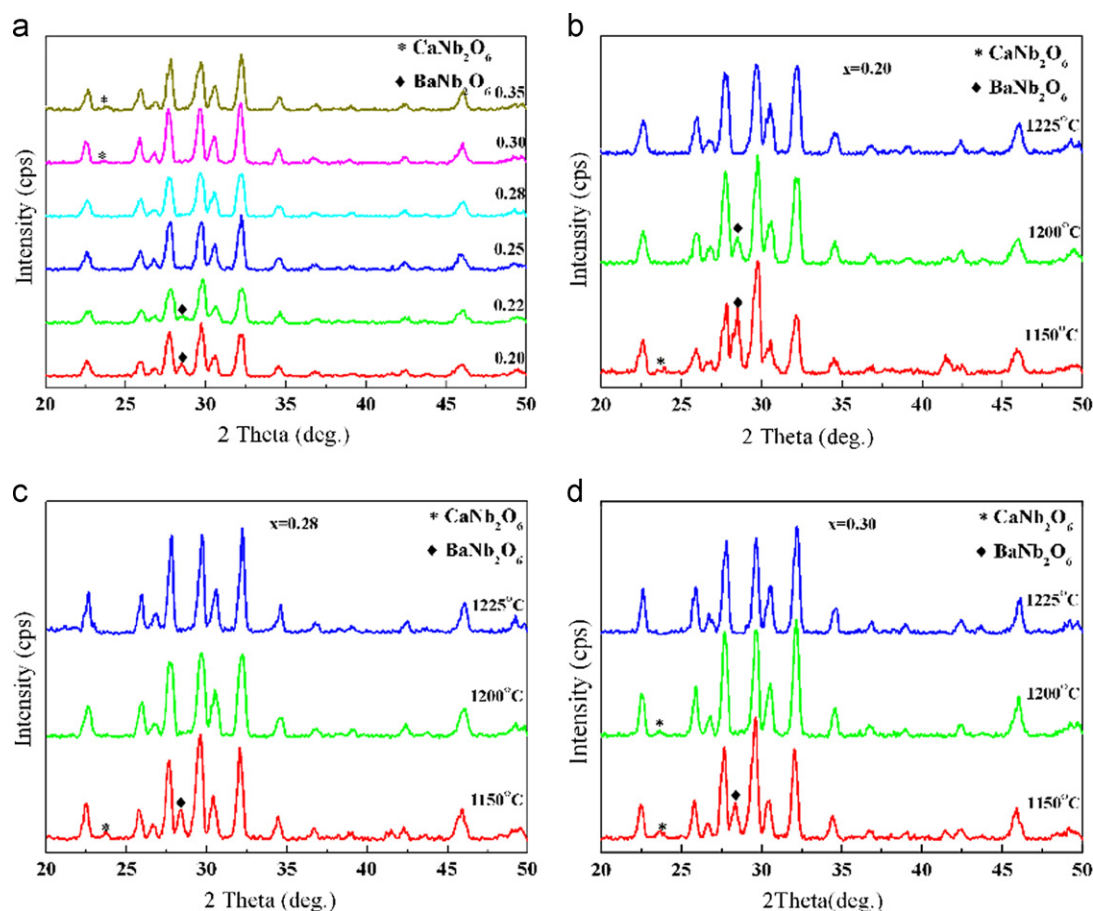 a
* CaNb₂O₆
◆ BaNb₂O₆
0.35
0.30
0.28
0.25
0.22
0.20
Intensity (cps)
20 25 30 35 40 45 50
2 Theta (deg.)
b
* CaNb₂O₆
◆ BaNb₂O₆
x=0.20
1225°C
1200°C
1150°C
Intensity (cps)
20 25 30 35 40 45 50
2 Theta (deg.)
c
* CaNb₂O₆
◆ BaNb₂O₆
x=0.28
1225°C
1200°C
1150°C
Intensity (cps)
20 25 30 35 40 45 50
2 Theta (deg.)
d
* CaNb₂O₆
◆ BaNb₂O₆
x=0.30
1225°C
1200°C
1150°C
Intensity (cps)
20 25 30 35 40 45 50
2Theta(deg.)